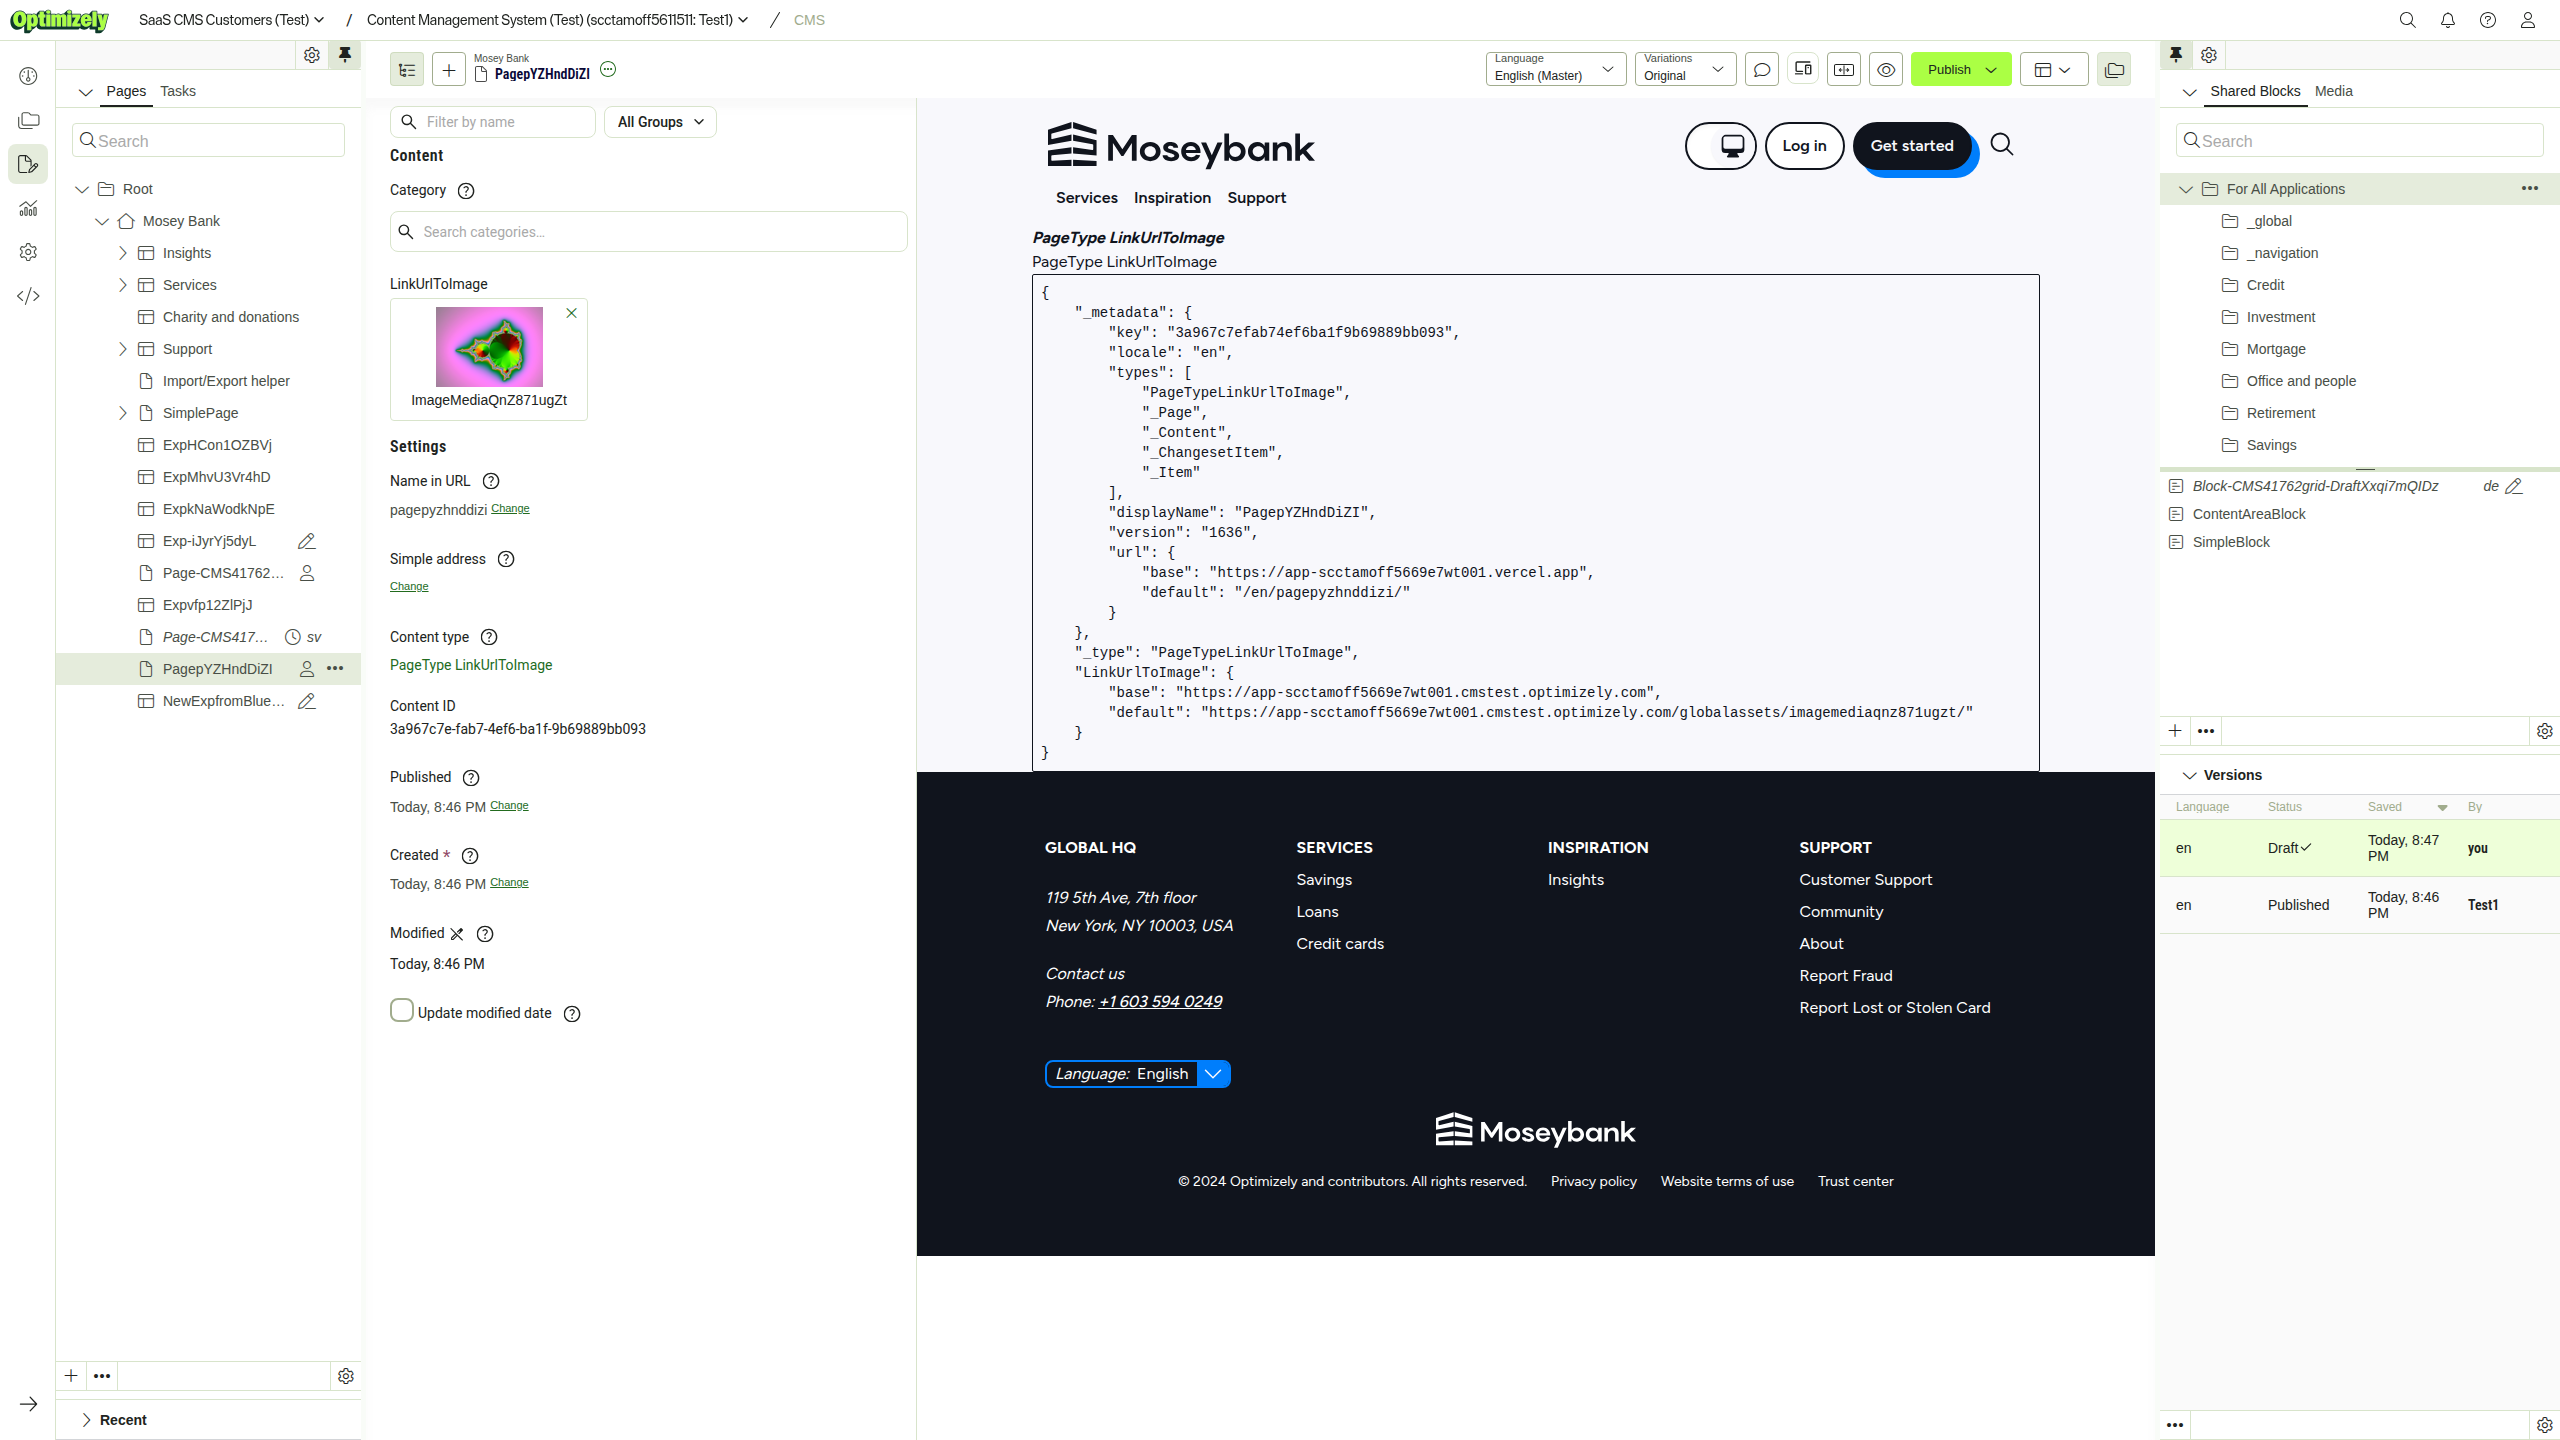 Optimizely
SaaS CMS Customers (Test) / Content Management System (Test) (scctamoff5611511: Test1) / CMS
Pages Tasks
Search
Root
Mosey Bank
Insights
Services
Charity and donations
Support
Import/Export helper
SimplePage
ExpHCon1OZBVj
ExpMhvU3Vr4hD
ExpkNaWodkNpE
Exp-iJyrYj5dyL
Page-CMS41762...
Expvfp12ZlPjJ
Page-CMS417... sv
PagepYZHndDiZI
NewExpfromBlue...
Recent
Mosey Bank
PagepYZHndDiZI
Language
English (Master)
Variations
Original
Publish
Filter by name
All Groups
Content
Category
Search categories...
LinkUrlToImage
ImageMediaQnZ871ugZt
Settings
Name in URL
pagepyzhnddizi Change
Simple address
Change
Content type
PageType LinkUrlToImage
Content ID
3a967c7e-fab7-4ef6-ba1f-9b69889bb093
Published
Today, 8:46 PM Change
Created *
Today, 8:46 PM Change
Modified
Today, 8:46 PM
Update modified date
Moseybank
Log in
Get started
Services Inspiration Support
PageType LinkUrlToImage
PageType LinkUrlToImage
{
"_metadata": {
"key": "3a967c7efab74ef6ba1f9b69889bb093",
"locale": "en",
"types": [
"PageTypeLinkUrlToImage",
"_Page",
"_Content",
"_ChangesetItem",
"_Item"
],
"displayName": "PagepYZHndDiZI",
"version": "1636",
"url": {
"base": "https://app-scctamoff5669e7wt001.vercel.app",
"default": "/en/pagepyzhnddizi/"
}
},
"_type": "PageTypeLinkUrlToImage",
"LinkUrlToImage": {
"base": "https://app-scctamoff5669e7wt001.cmstest.optimizely.com",
"default": "https://app-scctamoff5669e7wt001.cmstest.optimizely.com/globalassets/imagemediaqnz871ugzt/"
}
}
GLOBAL HQ
119 5th Ave, 7th floor
New York, NY 10003, USA
Contact us
Phone: +1 603 594 0249
SERVICES
Savings
Loans
Credit cards
INSPIRATION
Insights
SUPPORT
Customer Support
Community
About
Report Fraud
Report Lost or Stolen Card
Language: English
Moseybank
© 2024 Optimizely and contributors. All rights reserved. Privacy policy Website terms of use Trust center
Shared Blocks Media
Search
For All Applications
_global
_navigation
Credit
Investment
Mortgage
Office and people
Retirement
Savings
Block-CMS41762grid-DraftXxqi7mQIDz de
ContentAreaBlock
SimpleBlock
Versions
Language Status Saved By
en Draft Today, 8:47 PM you
en Published Today, 8:46 PM Test1